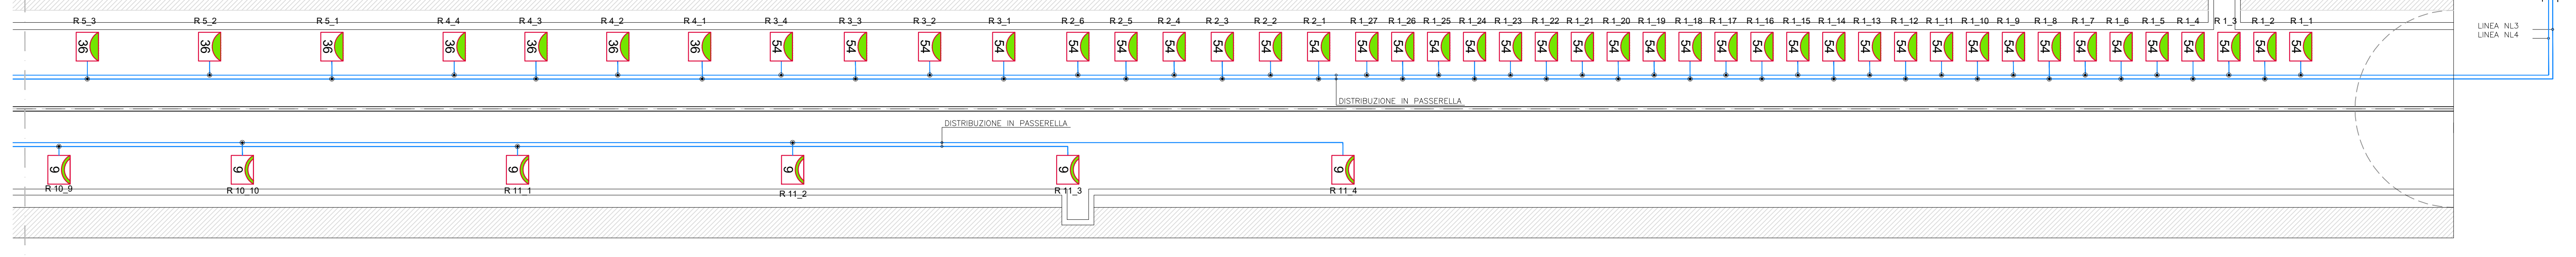 R 5_3 R 5_2 R 5_1 R 4_4 R 4_3 R 4_2 R 4_1 R 3_4 R 3_3 R 3_2 R 3_1 R 2_6 R 2_5 R 2_4 R 2_3 R 2_2 R 2_1 R 1_27 R 1_26 R 1_25 R 1_24 R 1_23 R 1_22 R 1_21 R 1_20 R 1_19 R 1_18 R 1_17 R 1_16 R 1_15 R 1_14 R 1_13 R 1_12 R 1_11 R 1_10 R 1_9 R 1_8 R 1_7 R 1_6 R 1_5 R 1_4 R 1_3 R 1_2 R 1_1
LINEA NL3
LINEA NL4
36 36 36 36 36 36 36 54 54 54 54 54 54 54 54 54 54 54 54 54 54 54 54 54 54 54 54 54 54 54 54 54 54 54 54 54 54 54 54 54 54 54 54 54
DISTRIBUZIONE IN PASSERELLA
DISTRIBUZIONE IN PASSERELLA
9 9 9 9 9 9
R 10_9 R 10_10 R 11_1 R 11_2 R 11_3 R 11_4